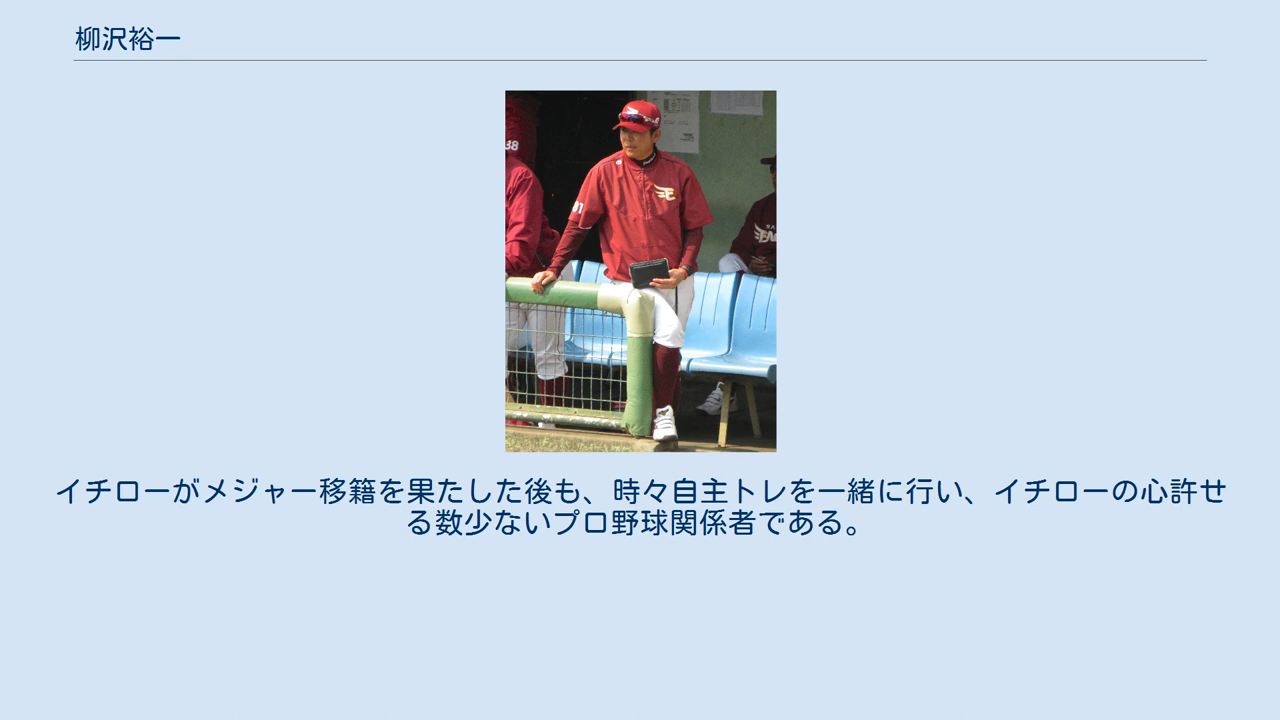 柳沢裕一
38
81
E
イチローがメジャー移籍を果たした後も、時々自主トレを一緒に行い、イチローの心許せ
る数少ないプロ野球関係者である。